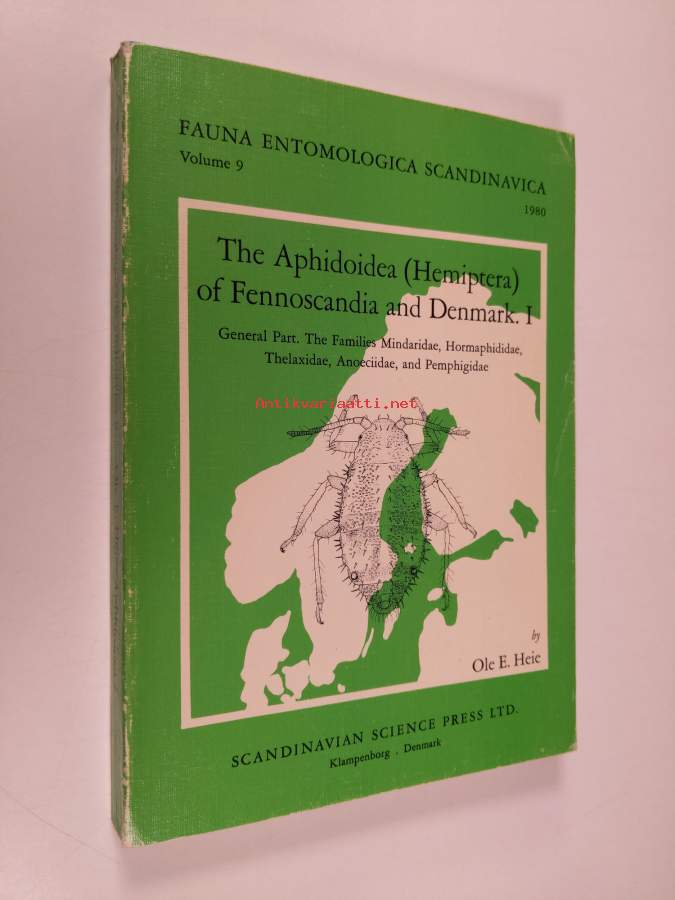 FAUNA ENTOMOLOGICA SCANDINAVICA
Volume 9
1980
The Aphidoidea (Hemiptera)
of Fennoscandia and Denmark. I
General Part. The Families Mindaridae, Hormaphididae,
Thelaxidae, Anoeciidae, and Pemphigidae
Antikvariaatti.net
by
Ole E. Heie
SCANDINAVIAN SCIENCE PRESS LTD.
Klampenborg . Denmark